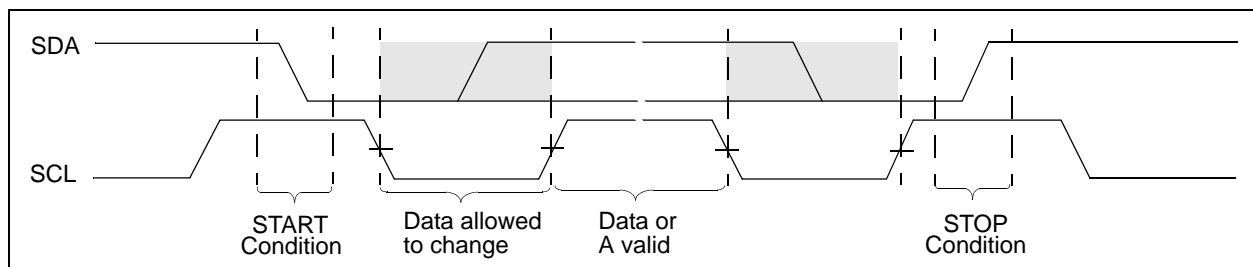 SDA
SCL
START
Condition
Data allowed
to change
Data or
A valid
STOP
Condition